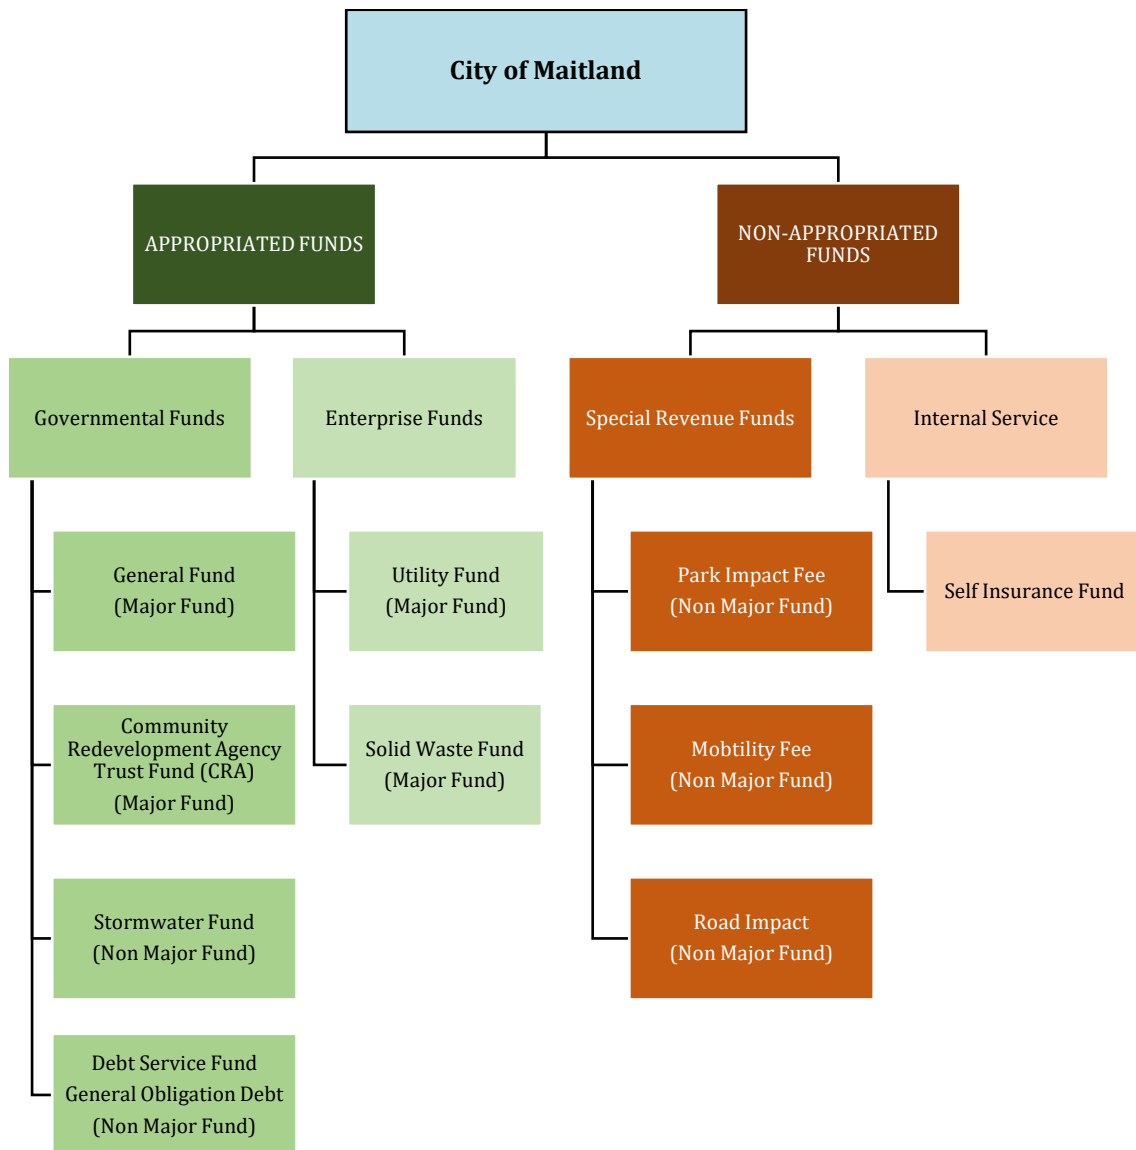 City of Maitland
APPROPRIATED FUNDS
NON-APPROPRIATED
FUNDS
Governmental Funds
Enterprise Funds
Special Revenue Funds
Internal Service
General Fund
(Major Fund)
Utility Fund
(Major Fund)
Park Impact Fee
(Non Major Fund)
Self Insurance Fund
Community
Redevelopment Agency
Trust Fund (CRA)
(Major Fund)
Solid Waste Fund
(Major Fund)
Mobtility Fee
(Non Major Fund)
Stormwater Fund
(Non Major Fund)
Road Impact
(Non Major Fund)
Debt Service Fund
General Obligation Debt
(Non Major Fund)